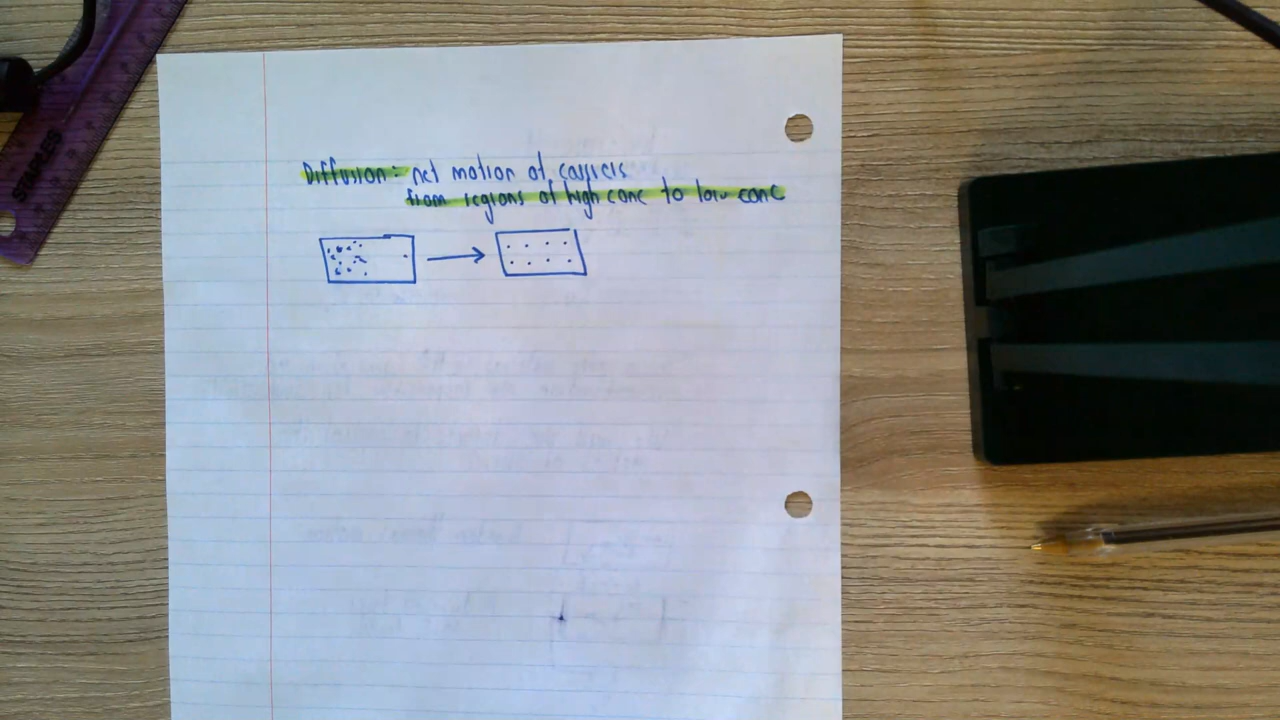 Diffusion: net motion of carriers
from regions of high conc to low conc
STAPLES